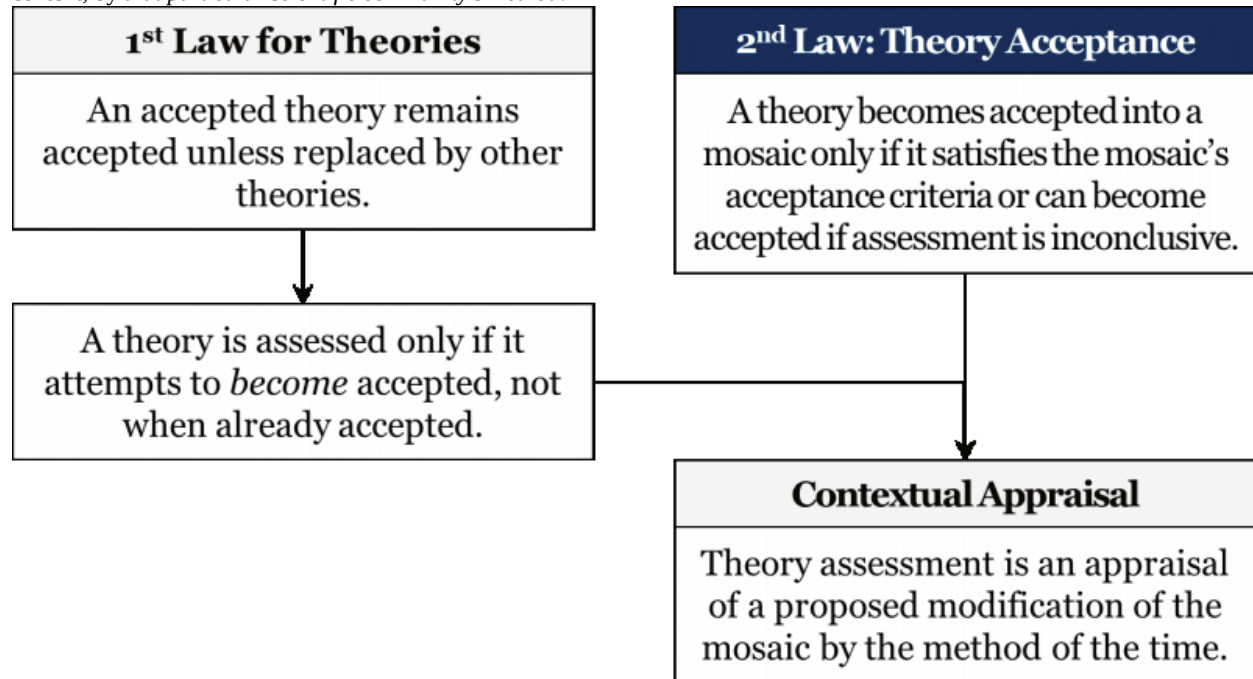 1st Law for Theories
An accepted theory remains
accepted unless replaced by other
theories.
2nd Law: Theory Acceptance
A theory becomes accepted into a
mosaic only if it satisfies the mosaic’s
acceptance criteria or can become
accepted if assessment is inconclusive.
A theory is assessed only if it
attempts to become accepted, not
when already accepted.
Contextual Appraisal
Theory assessment is an appraisal
of a proposed modification of the
mosaic by the method of the time.